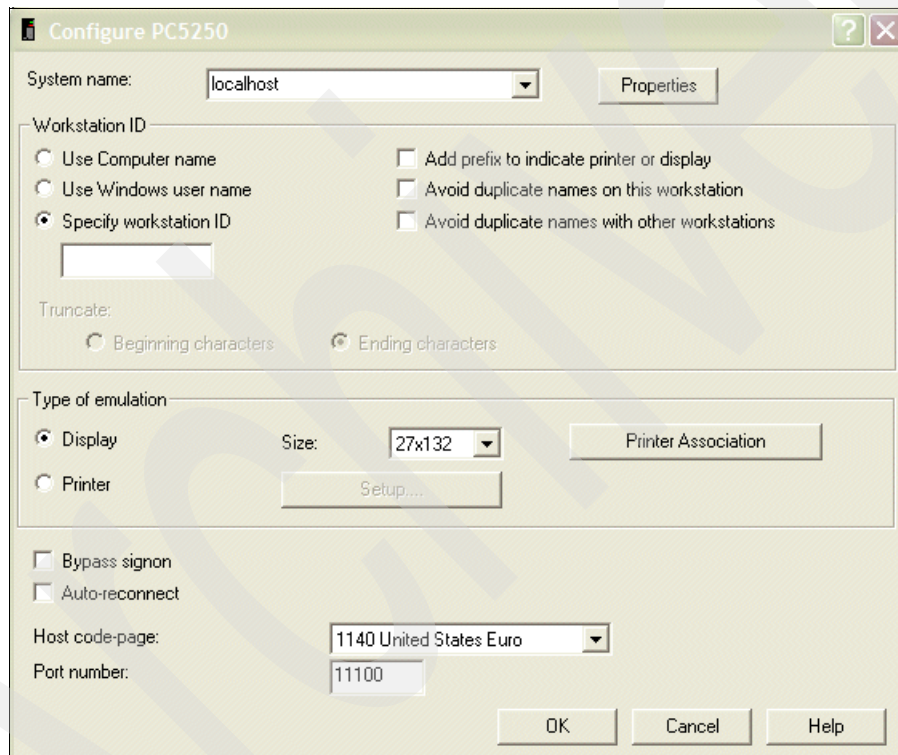 Configure PC5250
System name: localhost Properties
Workstation ID
Use Computer name Add prefix to indicate printer or display
Use Windows user name Avoid duplicate names on this workstation
Specify workstation ID Avoid duplicate names with other workstations
Truncate:
Beginning characters Ending characters
Type of emulation
Display Size: 27x132 Printer Association
Printer Setup....
Bypass signon
Auto-reconnect
Host code-page: 1140 United States Euro
Port number: 11100
OK Cancel Help